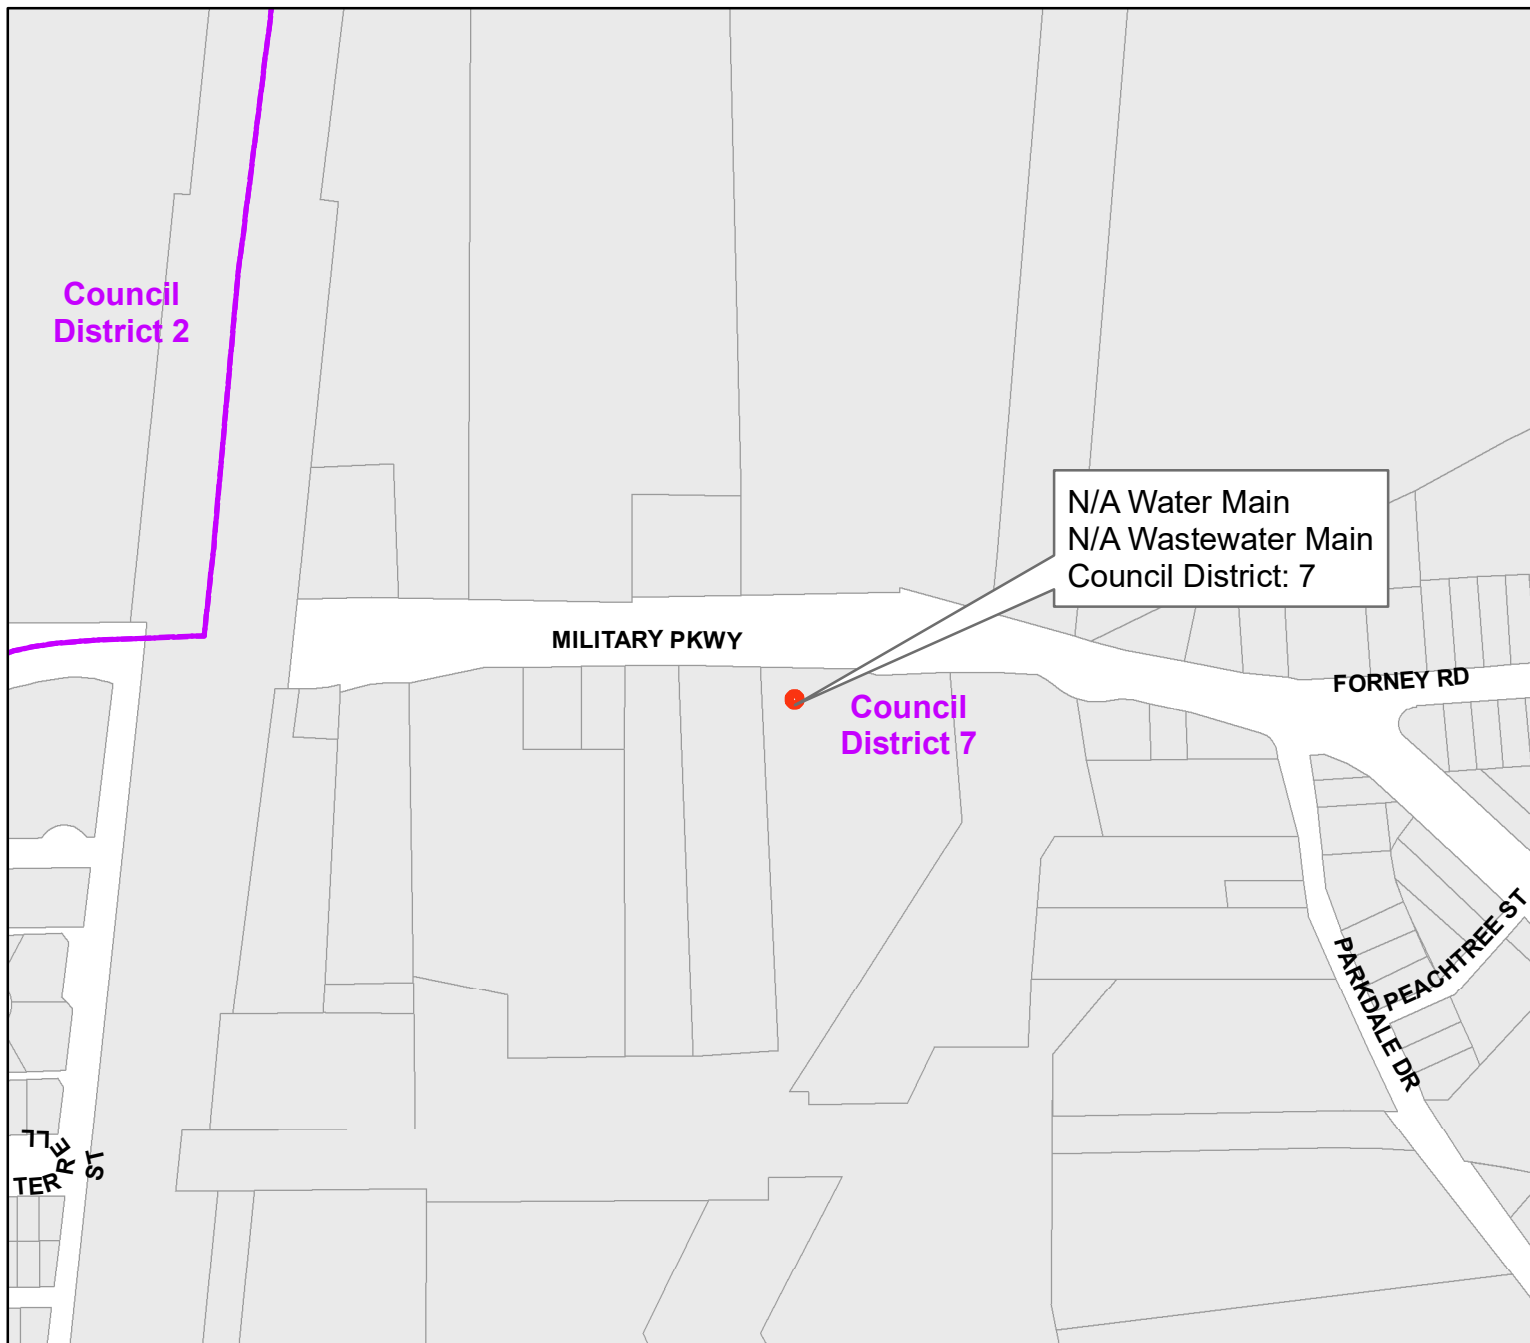 Council
District 2
N/A Water Main
N/A Wastewater Main
Council District: 7
MILITARY PKWY
FORNEY RD
Council
District 7
PEACHTREE ST
PARKDALE DR
TERRELL ST